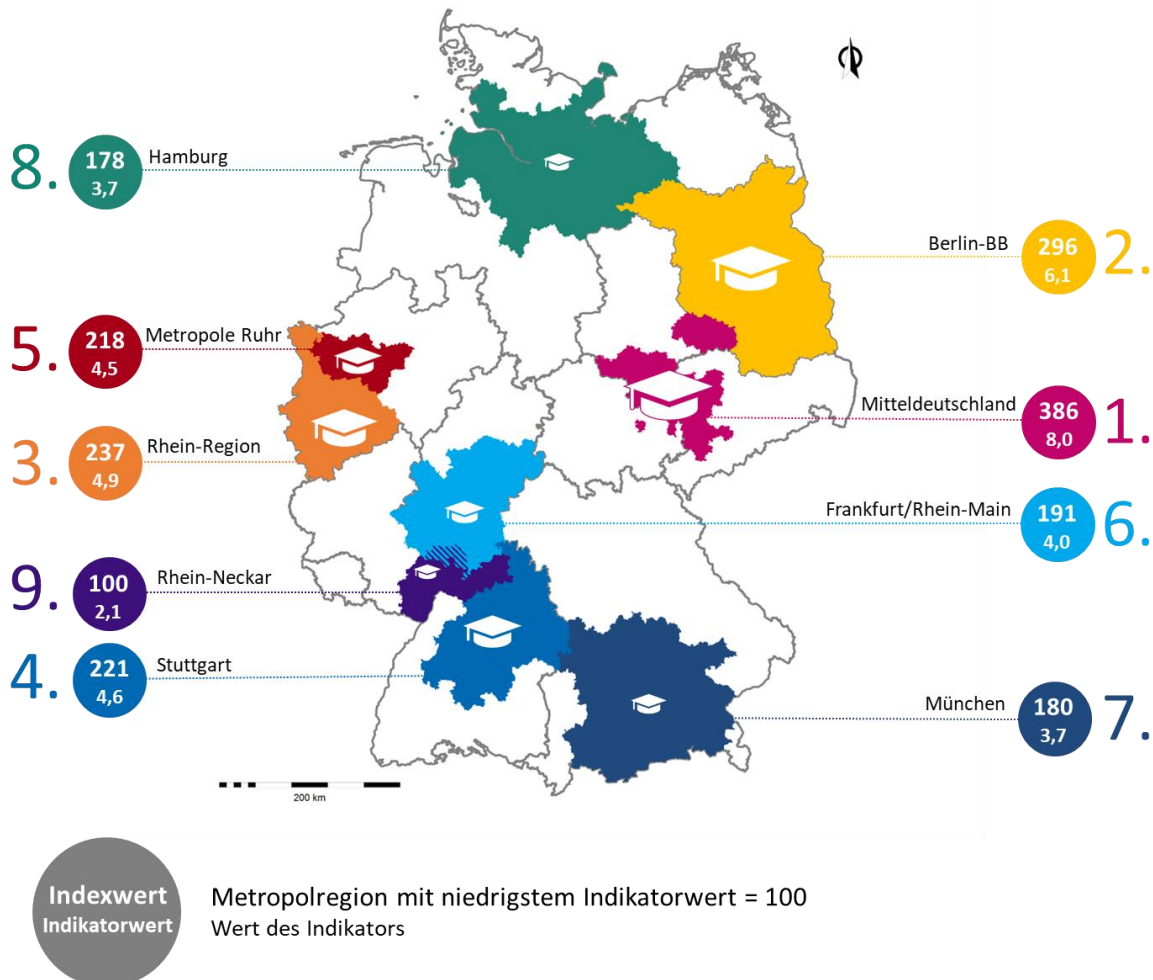 8.
178
3,7
Hamburg
Berlin-BB
296
6,1
2.
5.
218
4,5
Metropole Ruhr
Mitteldeutschland
386
8,0
1.
3.
237
4,9
Rhein-Region
Frankfurt/Rhein-Main
191
4,0
6.
9.
100
2,1
Rhein-Neckar
4.
221
4,6
Stuttgart
München
180
3,7
7.
200 km
Indexwert
Indikatorwert
Metropolregion mit niedrigstem Indikatorwert = 100
Wert des Indikators